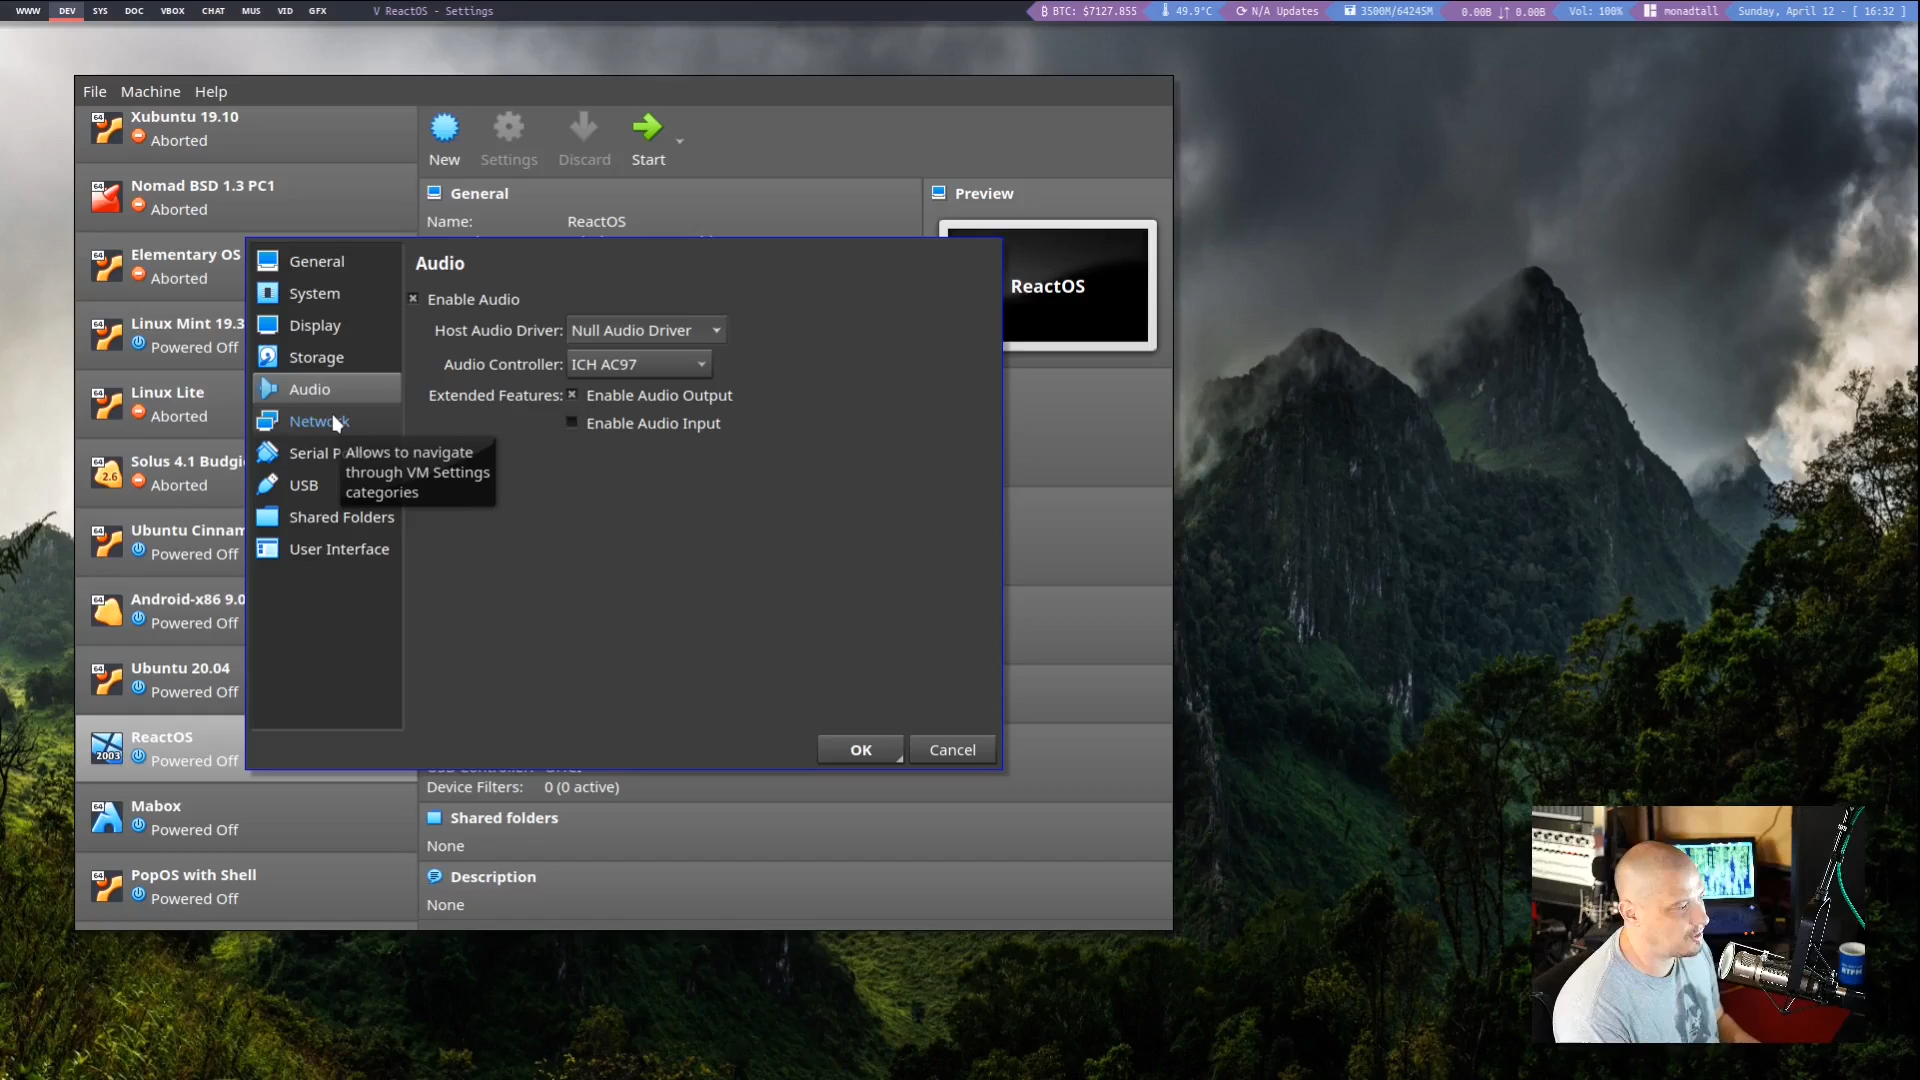 WWW DEV SYS DOC VBOX CHAT MUS VID GFX V ReactOS - Settings BTC: $7127.855 49.9°C N/A Updates 3500M/64245M 0.00B ↓↑ 0.00B Vol: 100% monadtall Sunday, April 12 - [ 16:32 ]
File Machine Help
Xubuntu 19.10
Aborted
Nomad BSD 1.3 PC1
Aborted
Elementary OS
Aborted
Linux Mint 19.3
Powered Off
Linux Lite
Aborted
Solus 4.1 Budgi
2.6 Aborted
Ubuntu Cinnam
Powered Off
Android-x86 9.0
Powered Off
Ubuntu 20.04
Powered Off
ReactOS
2003 Powered Off
Mabox
Powered Off
PopOS with Shell
Powered Off
New Settings Discard Start
General
Name: ReactOS
Preview
ReactOS
General
System
Display
Storage
Audio
Network
Serial P
USB
Shared Folders
User Interface
Allows to navigate
through VM Settings
categories
Audio
Enable Audio
Host Audio Driver: Null Audio Driver
Audio Controller: ICH AC97
Extended Features: Enable Audio Output
Enable Audio Input
OK Cancel
Device Filters: 0 (0 active)
Shared folders
None
Description
None